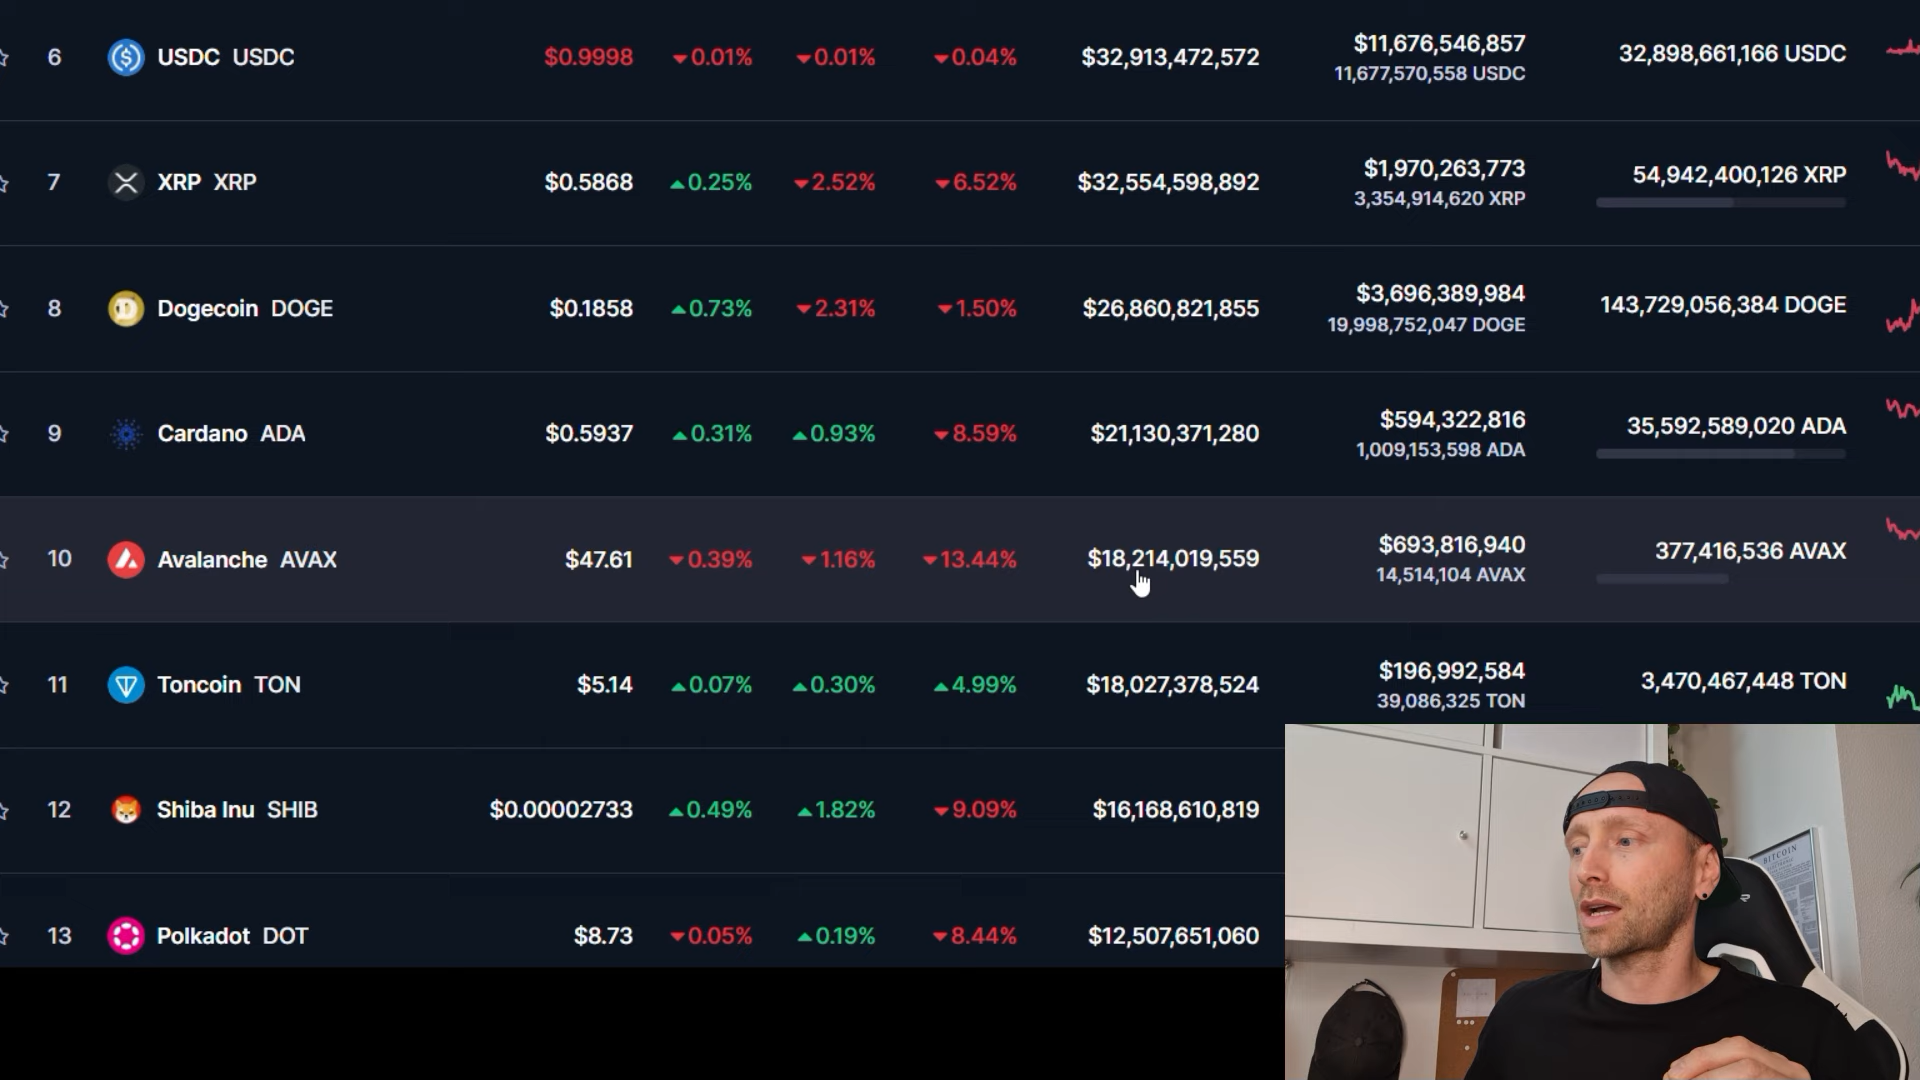 6 USDC USDC $0.9998 0.01% 0.01% 0.04% $32,913,472,572 $11,676,546,857 32,898,661,166 USDC
11,677,570,558 USDC
7 XRP XRP $0.5868 0.25% 2.52% 6.52% $32,554,598,892 $1,970,263,773 54,942,400,126 XRP
3,354,914,620 XRP
8 Dogecoin DOGE $0.1858 0.73% 2.31% 1.50% $26,860,821,855 $3,696,389,984 143,729,056,384 DOGE
19,998,752,047 DOGE
9 Cardano ADA $0.5937 0.31% 0.93% 8.59% $21,130,371,280 $594,322,816 35,592,589,020 ADA
1,009,153,598 ADA
10 Avalanche AVAX $47.61 0.39% 1.16% 13.44% $18,214,019,559 $693,816,940 377,416,536 AVAX
14,514,104 AVAX
11 Toncoin TON $5.14 0.07% 0.30% 4.99% $18,027,378,524 $196,992,584 3,470,467,448 TON
39,086,325 TON
12 Shiba Inu SHIB $0.00002733 0.49% 1.82% 9.09% $16,168,610,819
13 Polkadot DOT $8.73 0.05% 0.19% 8.44% $12,507,651,060
BITCOIN